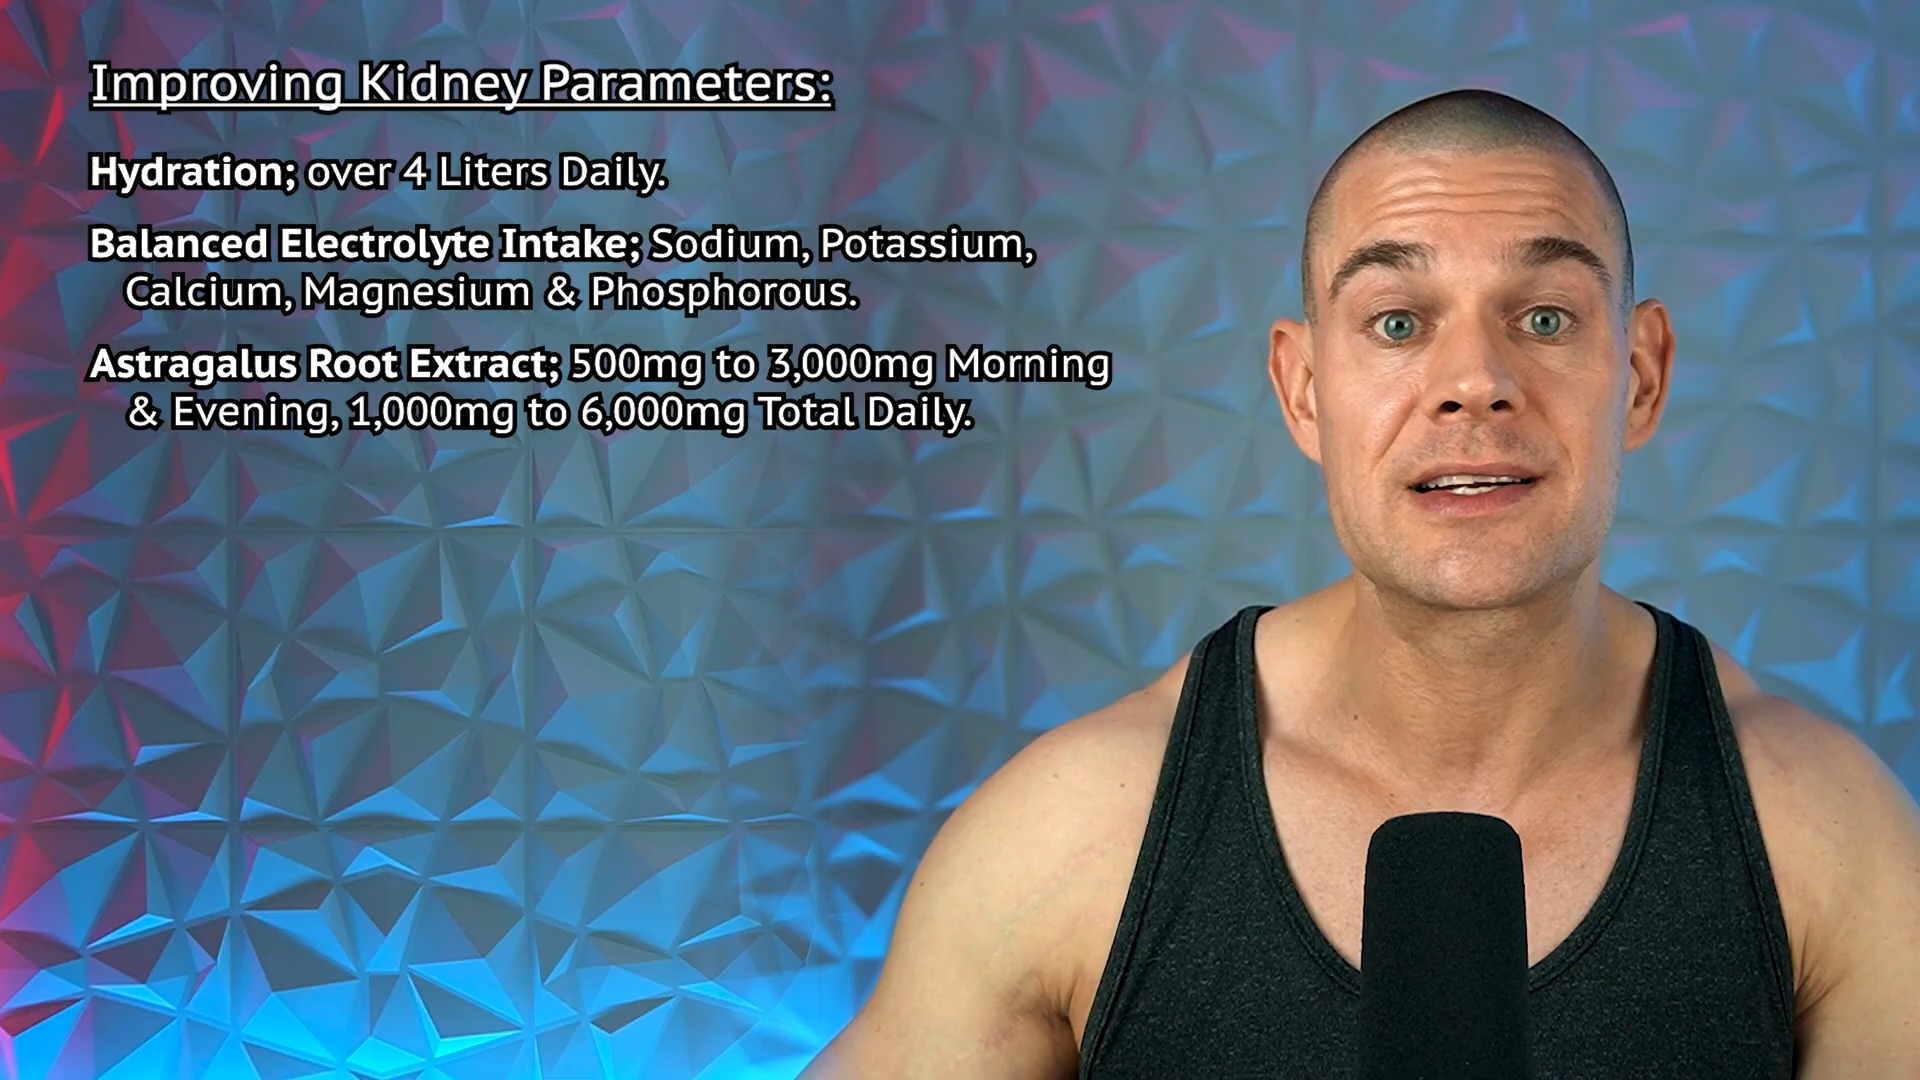 Improving Kidney Parameters:
Hydration; over 4 Liters Daily.
Balanced Electrolyte Intake; Sodium, Potassium,
Calcium, Magnesium & Phosphorous.
Astragalus Root Extract; 500mg to 3,000mg Morning
& Evening, 1,000mg to 6,000mg Total Daily.